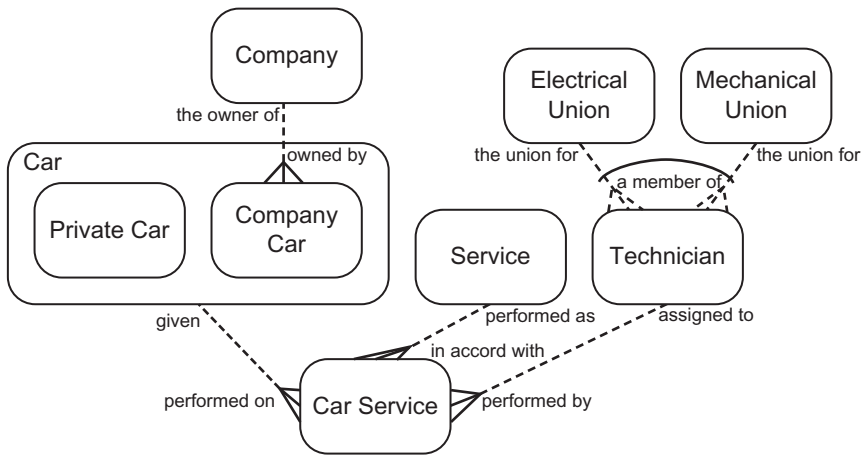 Company
Electrical
Union
Mechanical
Union
the owner of
owned by
the union for
the union for
Car
a member of
Private Car
Company
Car
Service
Technician
given
performed as
assigned to
in accord with
performed on
Car Service
performed by